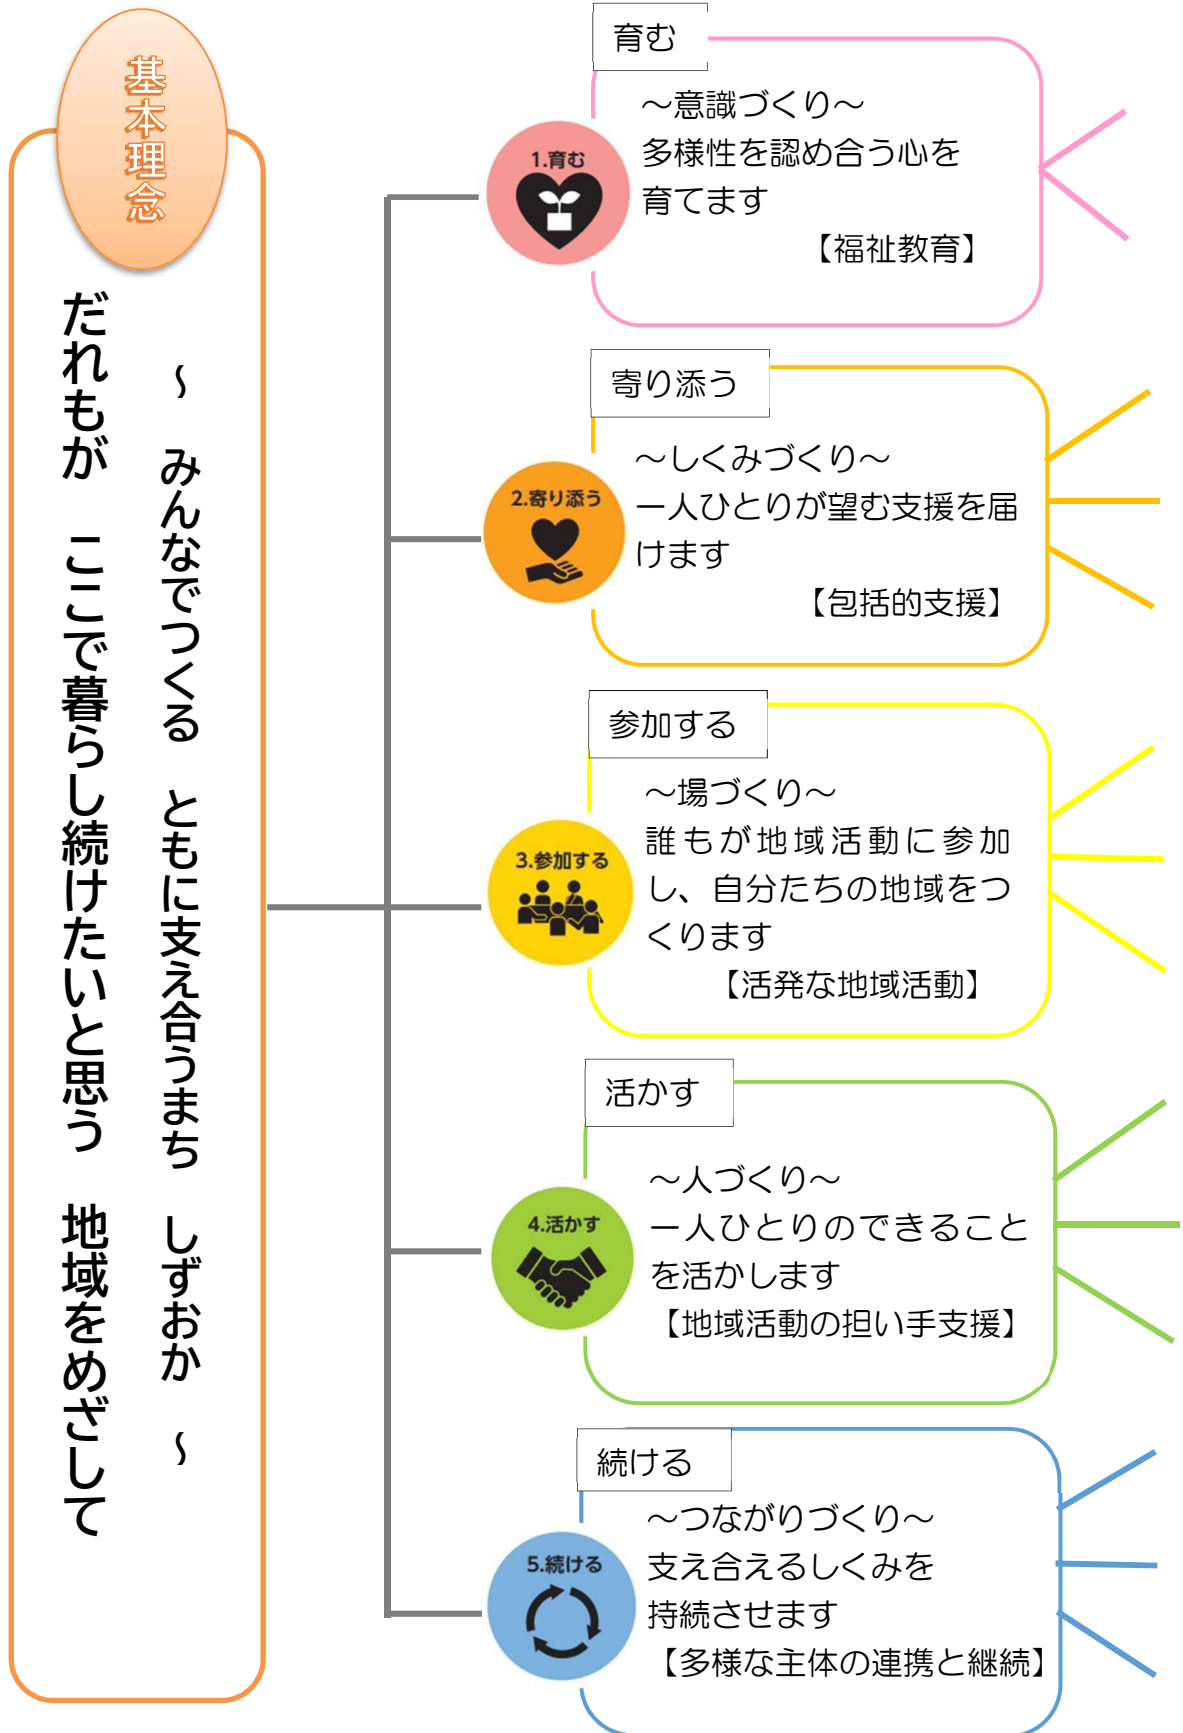 基本理念
～ みんなでつくる ともに支え合うまち しずおか ～
だれもが ここで暮らし続けたいと思う 地域をめざして
育む
1.育む
～意識づくり～
多様性を認め合う心を
育てます
【福祉教育】
寄り添う
2.寄り添う
～しくみづくり～
一人ひとりが望む支援を届
けます
【包括的支援】
参加する
3.参加する
～場づくり～
誰もが地域活動に参加
し、自分たちの地域をつ
くります
【活発な地域活動】
活かす
4.活かす
～人づくり～
一人ひとりのできること
を活かします
【地域活動の担い手支援】
続ける
5.続ける
～つながりづくり～
支え合えるしくみを
持続させます
【多様な主体の連携と継続】